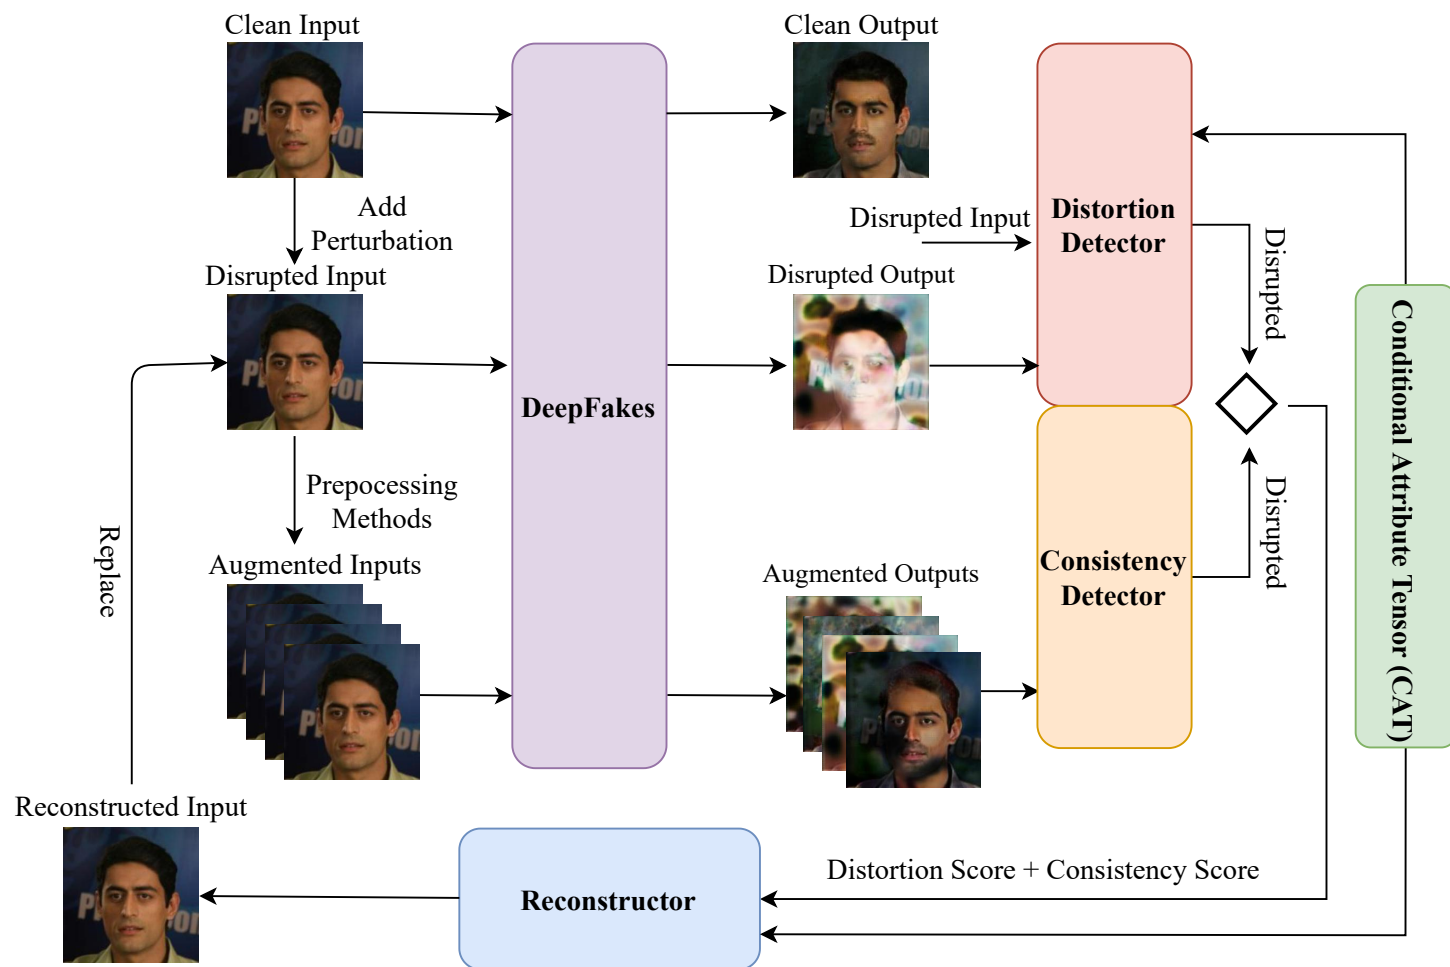 Clean Input
Clean Output
Add
Perturbation
Disrupted Input
Distortion
Detector
Disrupted Input
Disrupted Output
Disrupted
DeepFakes
Conditional Attribute Tensor (CAT)
Prepocessing
Methods
Disrupted
Replace
Augmented Inputs
Augmented Outputs
Consistency
Detector
Reconstructed Input
Distortion Score + Consistency Score
Reconstructor